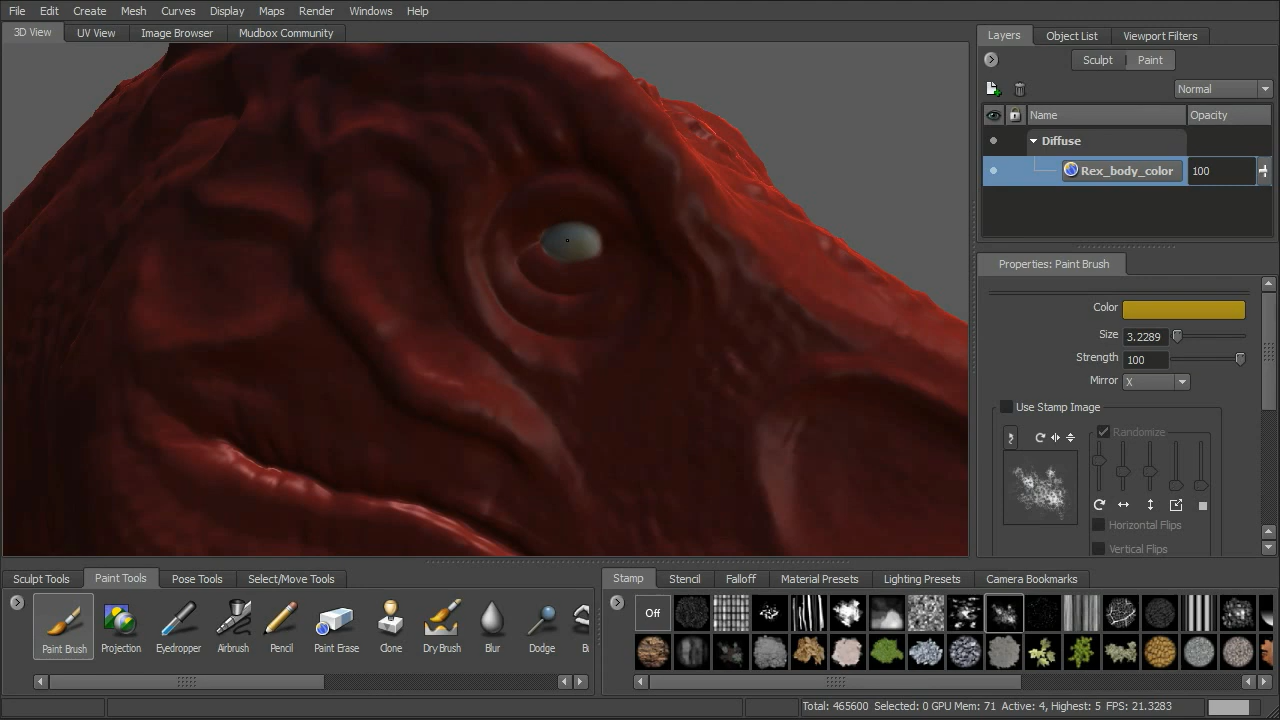 File Edit Create Mesh Curves Display Maps Render Windows Help
3D View UV View Image Browser Mudbox Community
Layers Object List Viewport Filters
Sculpt Paint
Normal
Name Opacity
Diffuse
Rex_body_color 100
Properties: Paint Brush
Color
Size 3.2289
Strength 100
Mirror X
Use Stamp Image
Randomize
Horizontal Flips
Vertical Flips
Sculpt Tools Paint Tools Pose Tools Select/Move Tools
Paint Brush Projection Eyedropper Airbrush Pencil Paint Erase Clone Dry Brush Blur Dodge
Stamp Stencil Falloff Material Presets Lighting Presets Camera Bookmarks
Off
Total: 465600 Selected: 0 GPU Mem: 71 Active: 4, Highest: 5 FPS: 21.3283